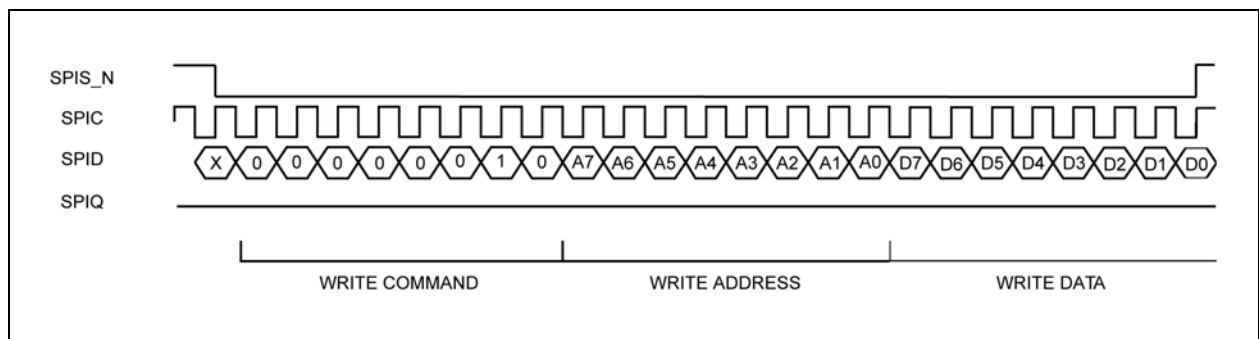 SPIS_N
SPIC
SPID X 0 0 0 0 0 0 1 0 A7 A6 A5 A4 A3 A2 A1 A0 D7 D6 D5 D4 D3 D2 D1 D0
SPIQ
WRITE COMMAND WRITE ADDRESS WRITE DATA